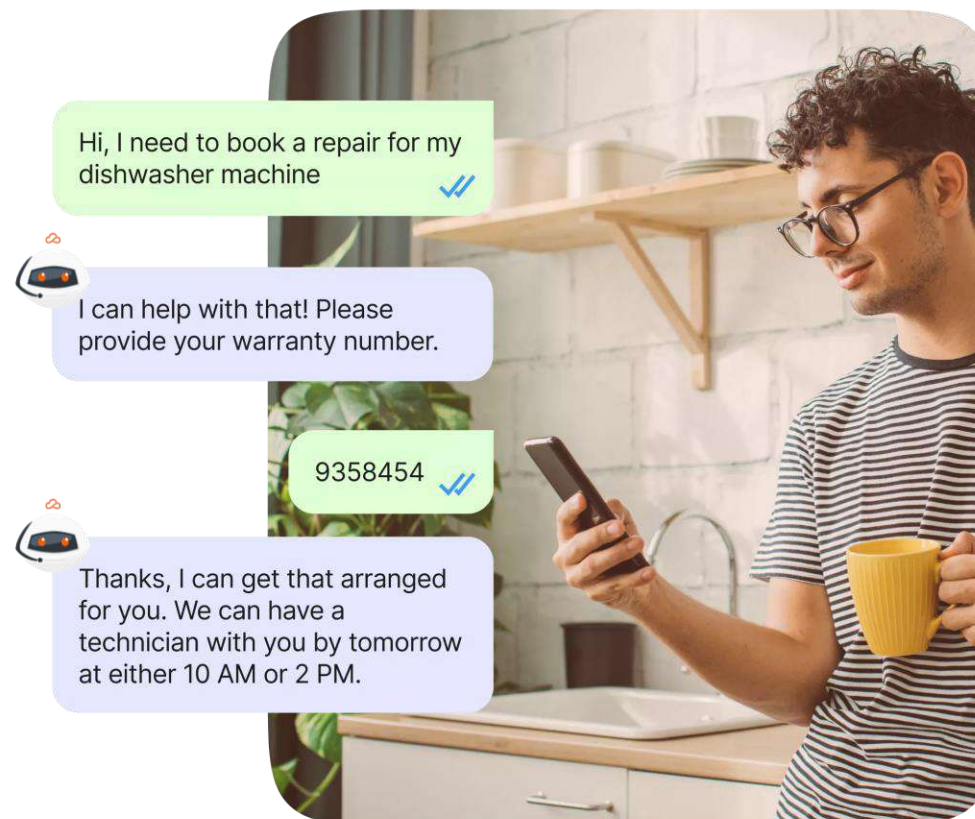 Hi, I need to book a repair for my
dishwasher machine
I can help with that! Please
provide your warranty number.
9358454
Thanks, I can get that arranged
for you. We can have a
technician with you by tomorrow
at either 10 AM or 2 PM.